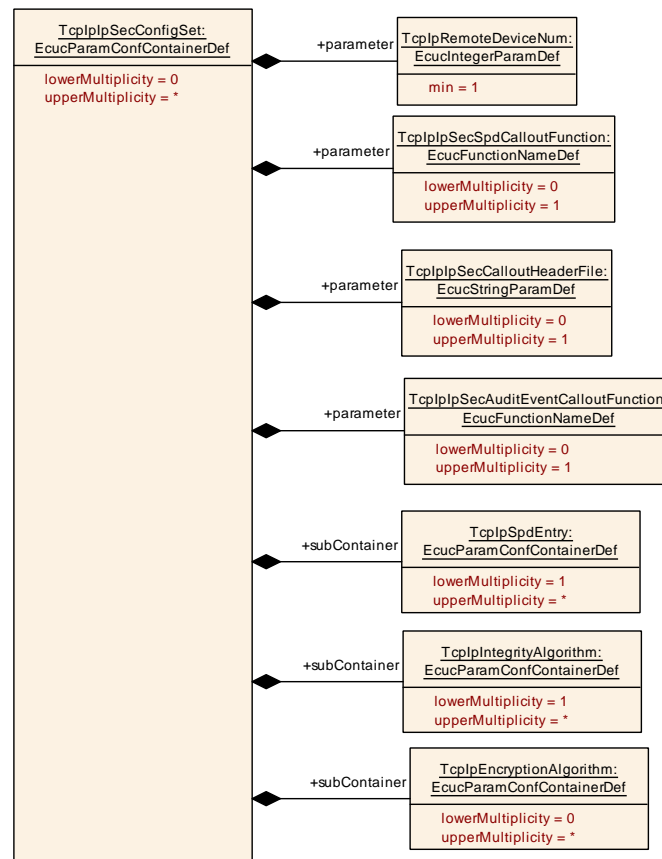 TcpIpIpSecConfigSet:
EcucParamConfContainerDef
lowerMultiplicity = 0
upperMultiplicity = *
+parameter
TcpIpRemoteDeviceNum:
EcucIntegerParamDef
min = 1
+parameter
TcpIpIpSecSpdCalloutFunction:
EcucFunctionNameDef
lowerMultiplicity = 0
upperMultiplicity = 1
+parameter
TcpIpIpSecCalloutHeaderFile:
EcucStringParamDef
lowerMultiplicity = 0
upperMultiplicity = 1
+parameter
TcpIpIpSecAuditEventCalloutFunction
EcucFunctionNameDef
lowerMultiplicity = 0
upperMultiplicity = 1
+subContainer
TcpIpSpdEntry:
EcucParamConfContainerDef
lowerMultiplicity = 1
upperMultiplicity = *
+subContainer
TcpIpIntegrityAlgorithm:
EcucParamConfContainerDef
lowerMultiplicity = 1
upperMultiplicity = *
+subContainer
TcpIpEncryptionAlgorithm:
EcucParamConfContainerDef
lowerMultiplicity = 0
upperMultiplicity = *